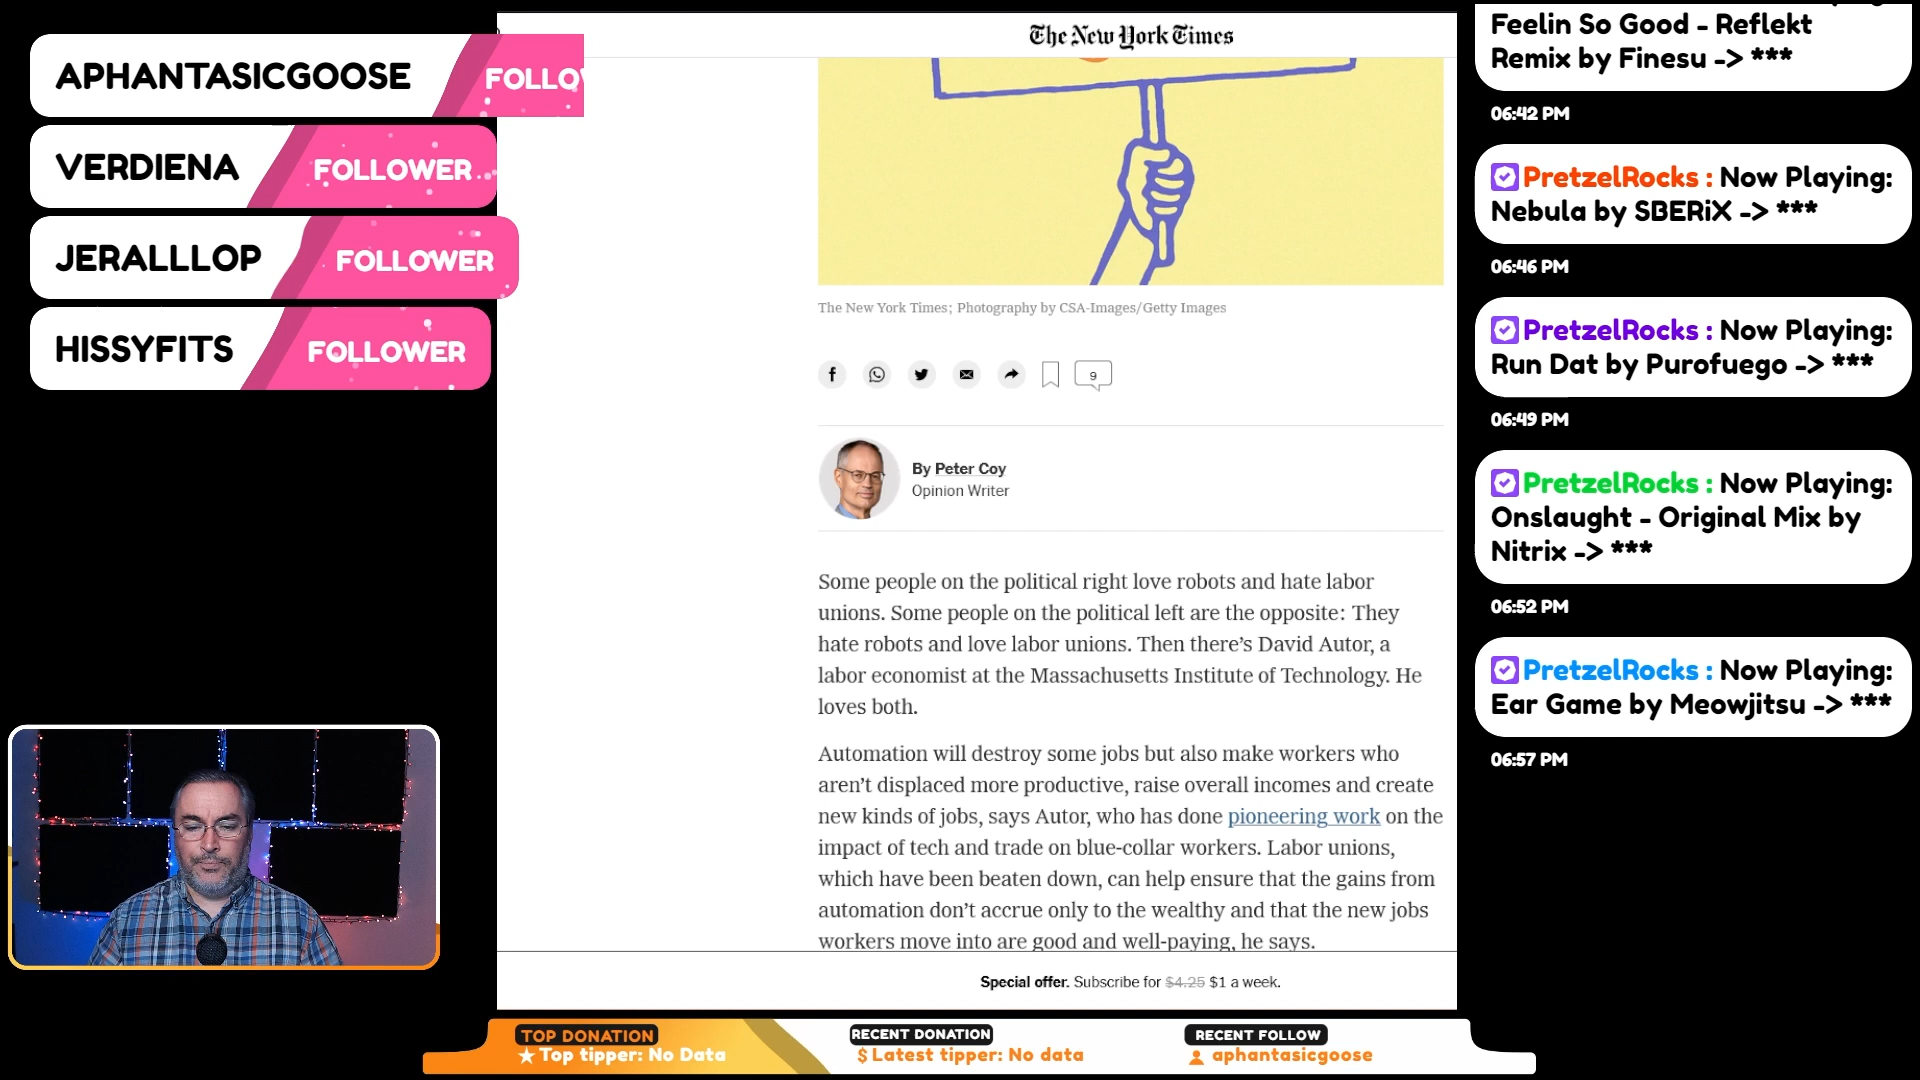 APHANTASICGOOSE
FOLLO
VERDIENA
FOLLOWER
JERALLLOP
FOLLOWER
HISSYFITS
FOLLOWER
The New York Times
The New York Times; Photography by CSA-Images/Getty Images
9
By Peter Coy
Opinion Writer
Some people on the political right love robots and hate labor
unions. Some people on the political left are the opposite: They
hate robots and love labor unions. Then there’s David Autor, a
labor economist at the Massachusetts Institute of Technology. He
loves both.
Automation will destroy some jobs but also make workers who
aren’t displaced more productive, raise overall incomes and create
new kinds of jobs, says Autor, who has done pioneering work on the
impact of tech and trade on blue-collar workers. Labor unions,
which have been beaten down, can help ensure that the gains from
automation don’t accrue only to the wealthy and that the new jobs
workers move into are good and well-paying, he says.
Special offer. Subscribe for $4.25 $1 a week.
Feelin So Good - Reflekt
Remix by Finesu -> ***
06:42 PM
PretzelRocks : Now Playing:
Nebula by SBERiX -> ***
06:46 PM
PretzelRocks : Now Playing:
Run Dat by Purofuego -> ***
06:49 PM
PretzelRocks : Now Playing:
Onslaught - Original Mix by
Nitrix -> ***
06:52 PM
PretzelRocks : Now Playing:
Ear Game by Meowjitsu -> ***
06:57 PM
TOP DONATION
Top tipper: No Data
RECENT DONATION
$ Latest tipper: No data
RECENT FOLLOW
aphantasicgoose